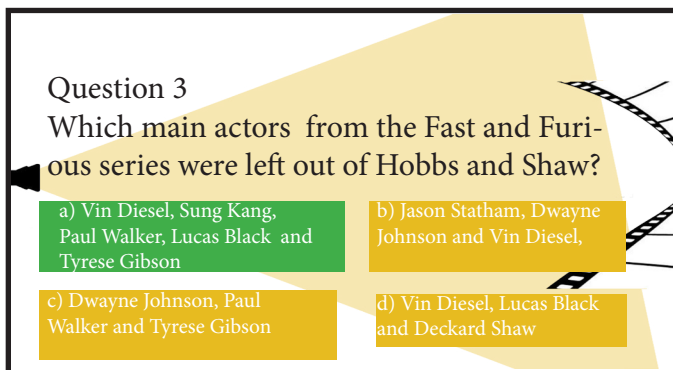 Question 3
Which main actors from the Fast and Furi-
ous series were left out of Hobbs and Shaw?
a) Vin Diesel, Sung Kang,
Paul Walker, Lucas Black and
Tyrese Gibson
b) Jason Statham, Dwayne
Johnson and Vin Diesel,
c) Dwayne Johnson, Paul
Walker and Tyrese Gibson
d) Vin Diesel, Lucas Black
and Deckard Shaw